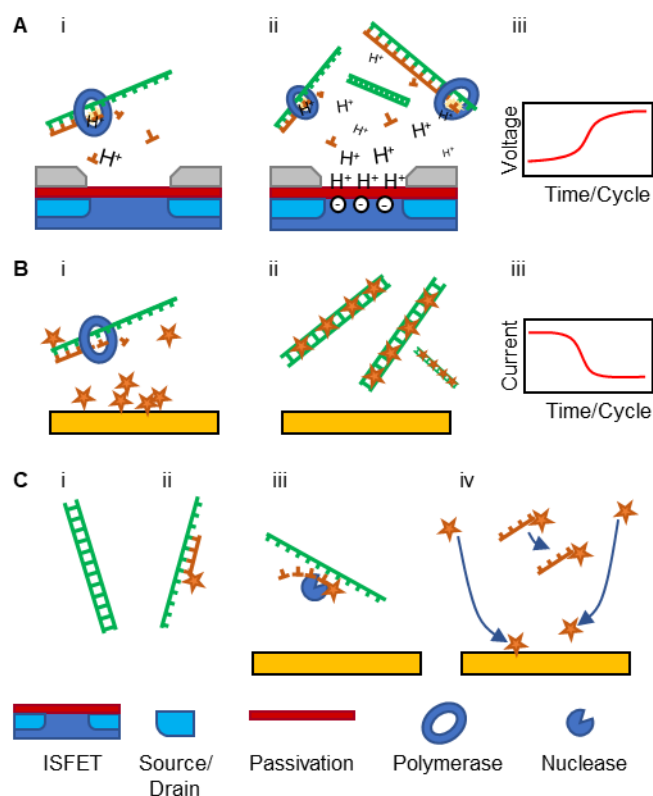 A
i
ii
iii
H+
H+
H+
H+
H+
H+
H+
H+
H+
H+
H+
H+
H+ H+ H+
- - -
Voltage
Time/Cycle
B
i
ii
iii
Current
Time/Cycle
C
i
ii
iii
iv
ISFET
Source/
Drain
Passivation
Polymerase
Nuclease